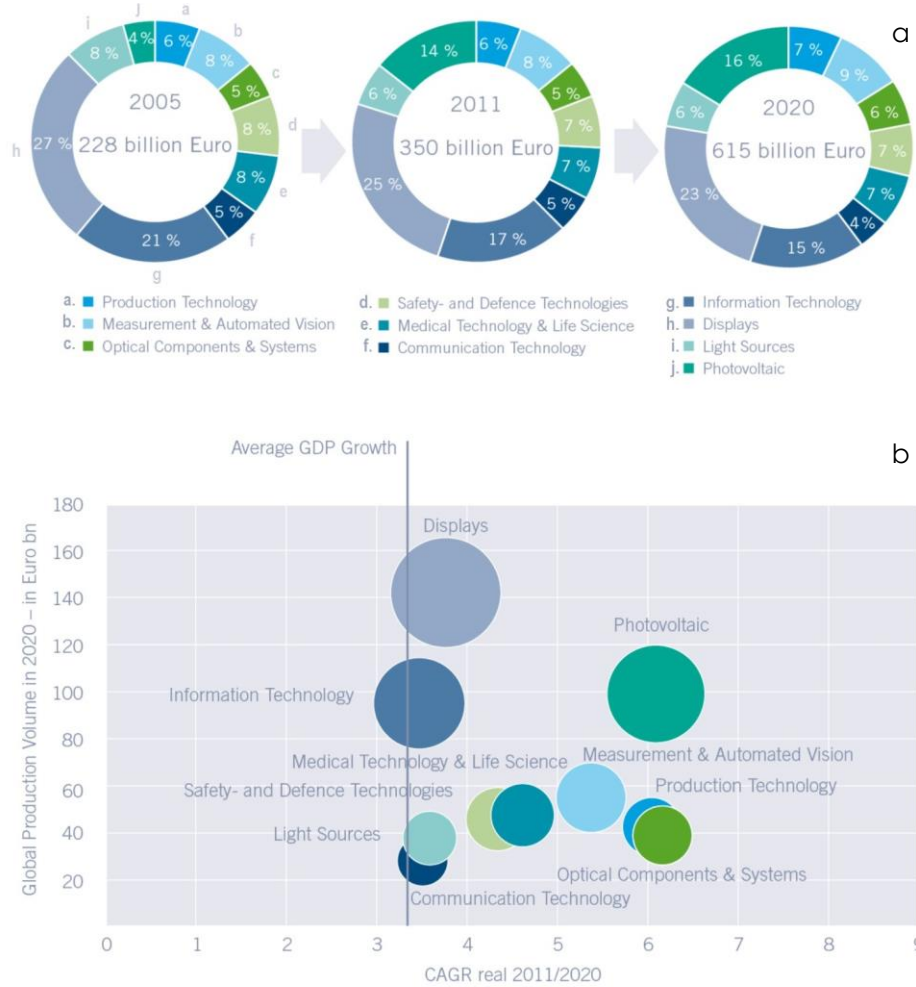 a
i
J
a
b
c
d
e
f
g
h
4 %
6 %
8 %
5 %
8 %
8 %
5 %
21 %
27 %
8 %
2005
228 billion Euro
14 %
6 %
8 %
5 %
7 %
7 %
5 %
17 %
25 %
6 %
2011
350 billion Euro
16 %
7 %
9 %
6 %
7 %
7 %
4 %
15 %
23 %
6 %
2020
615 billion Euro
a. Production Technology
b. Measurement & Automated Vision
c. Optical Components & Systems
d. Safety- and Defence Technologies
e. Medical Technology & Life Science
f. Communication Technology
g. Information Technology
h. Displays
i. Light Sources
j. Photovoltaic
b
Average GDP Growth
Global Production Volume in 2020 – in Euro bn
180
160
140
120
100
80
60
40
20
Displays
Photovoltaic
Information Technology
Medical Technology & Life Science
Measurement & Automated Vision
Safety- and Defence Technologies
Production Technology
Light Sources
Optical Components & Systems
Communication Technology
0 1 2 3 4 5 6 7 8 9
CAGR real 2011/2020